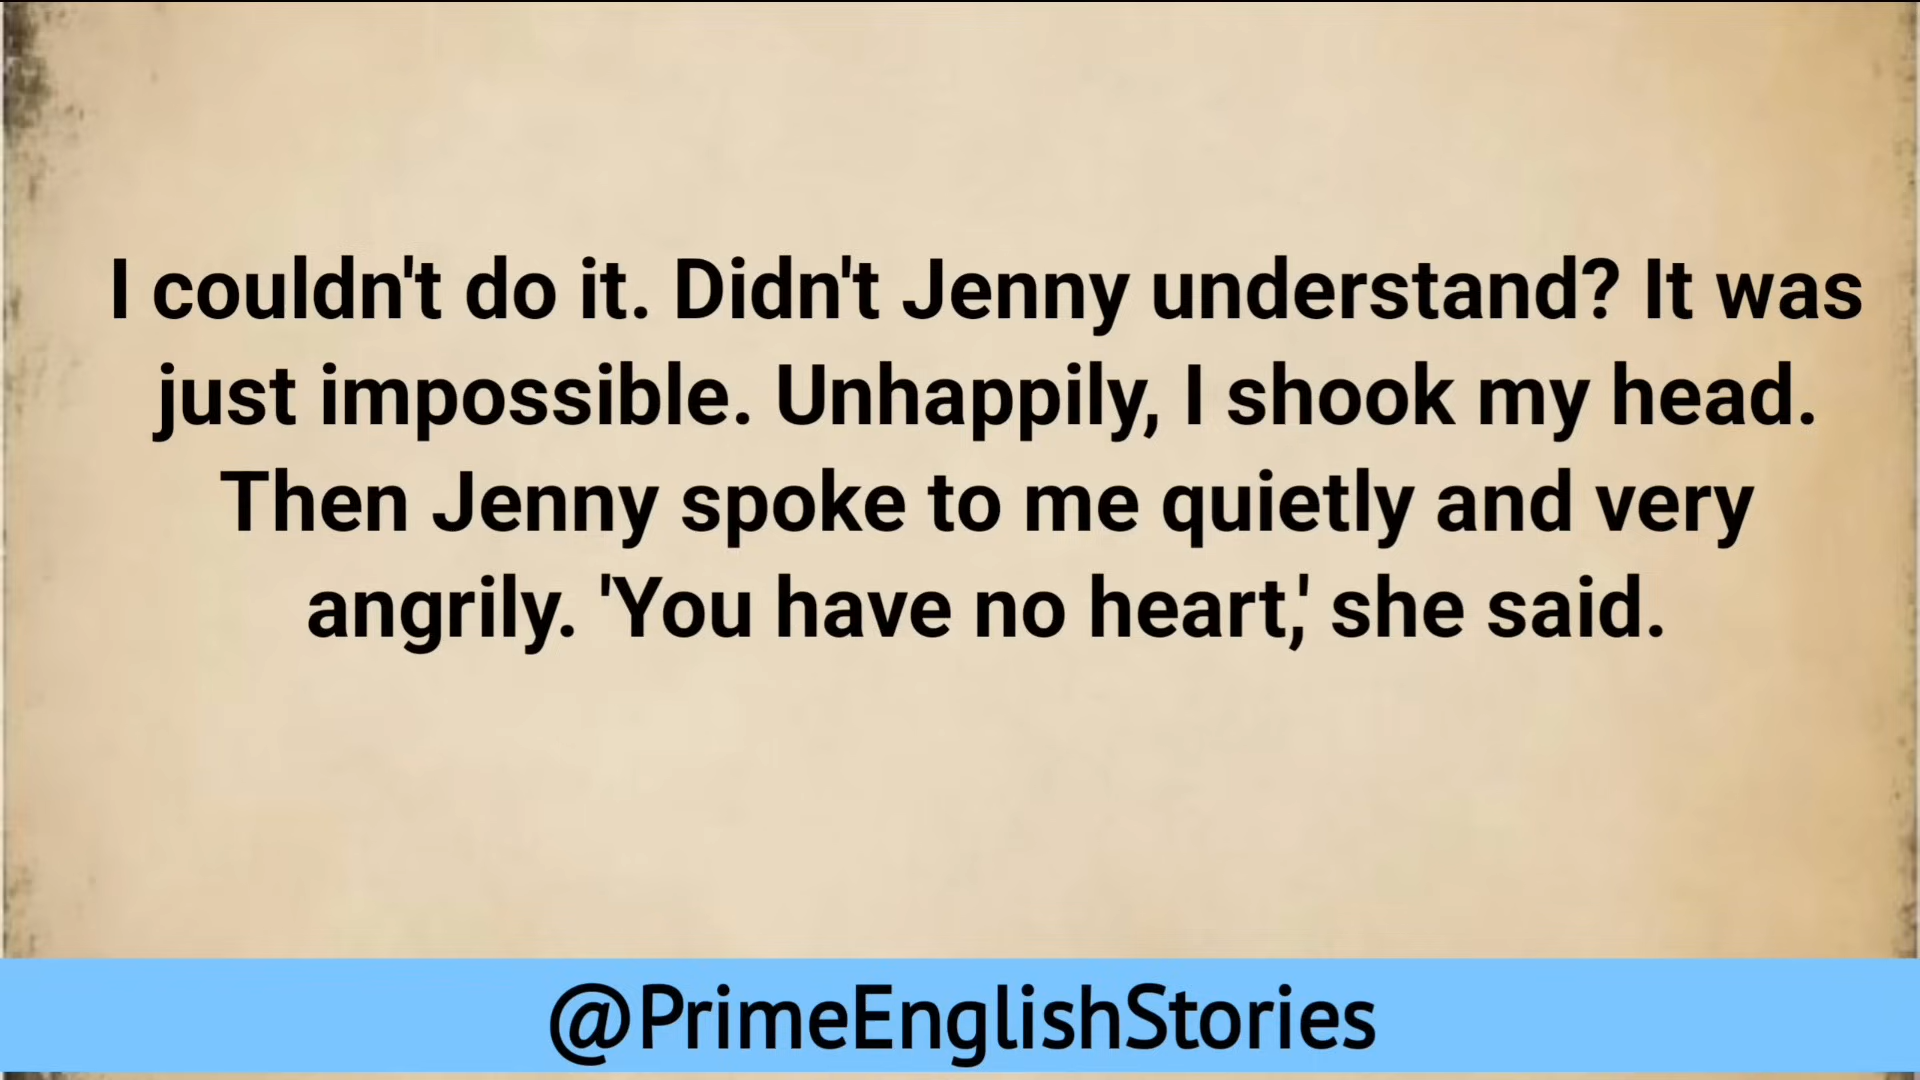 I couldn't do it. Didn't Jenny understand? It was
just impossible. Unhappily, I shook my head.
Then Jenny spoke to me quietly and very
angrily. 'You have no heart,' she said.
@PrimeEnglishStories